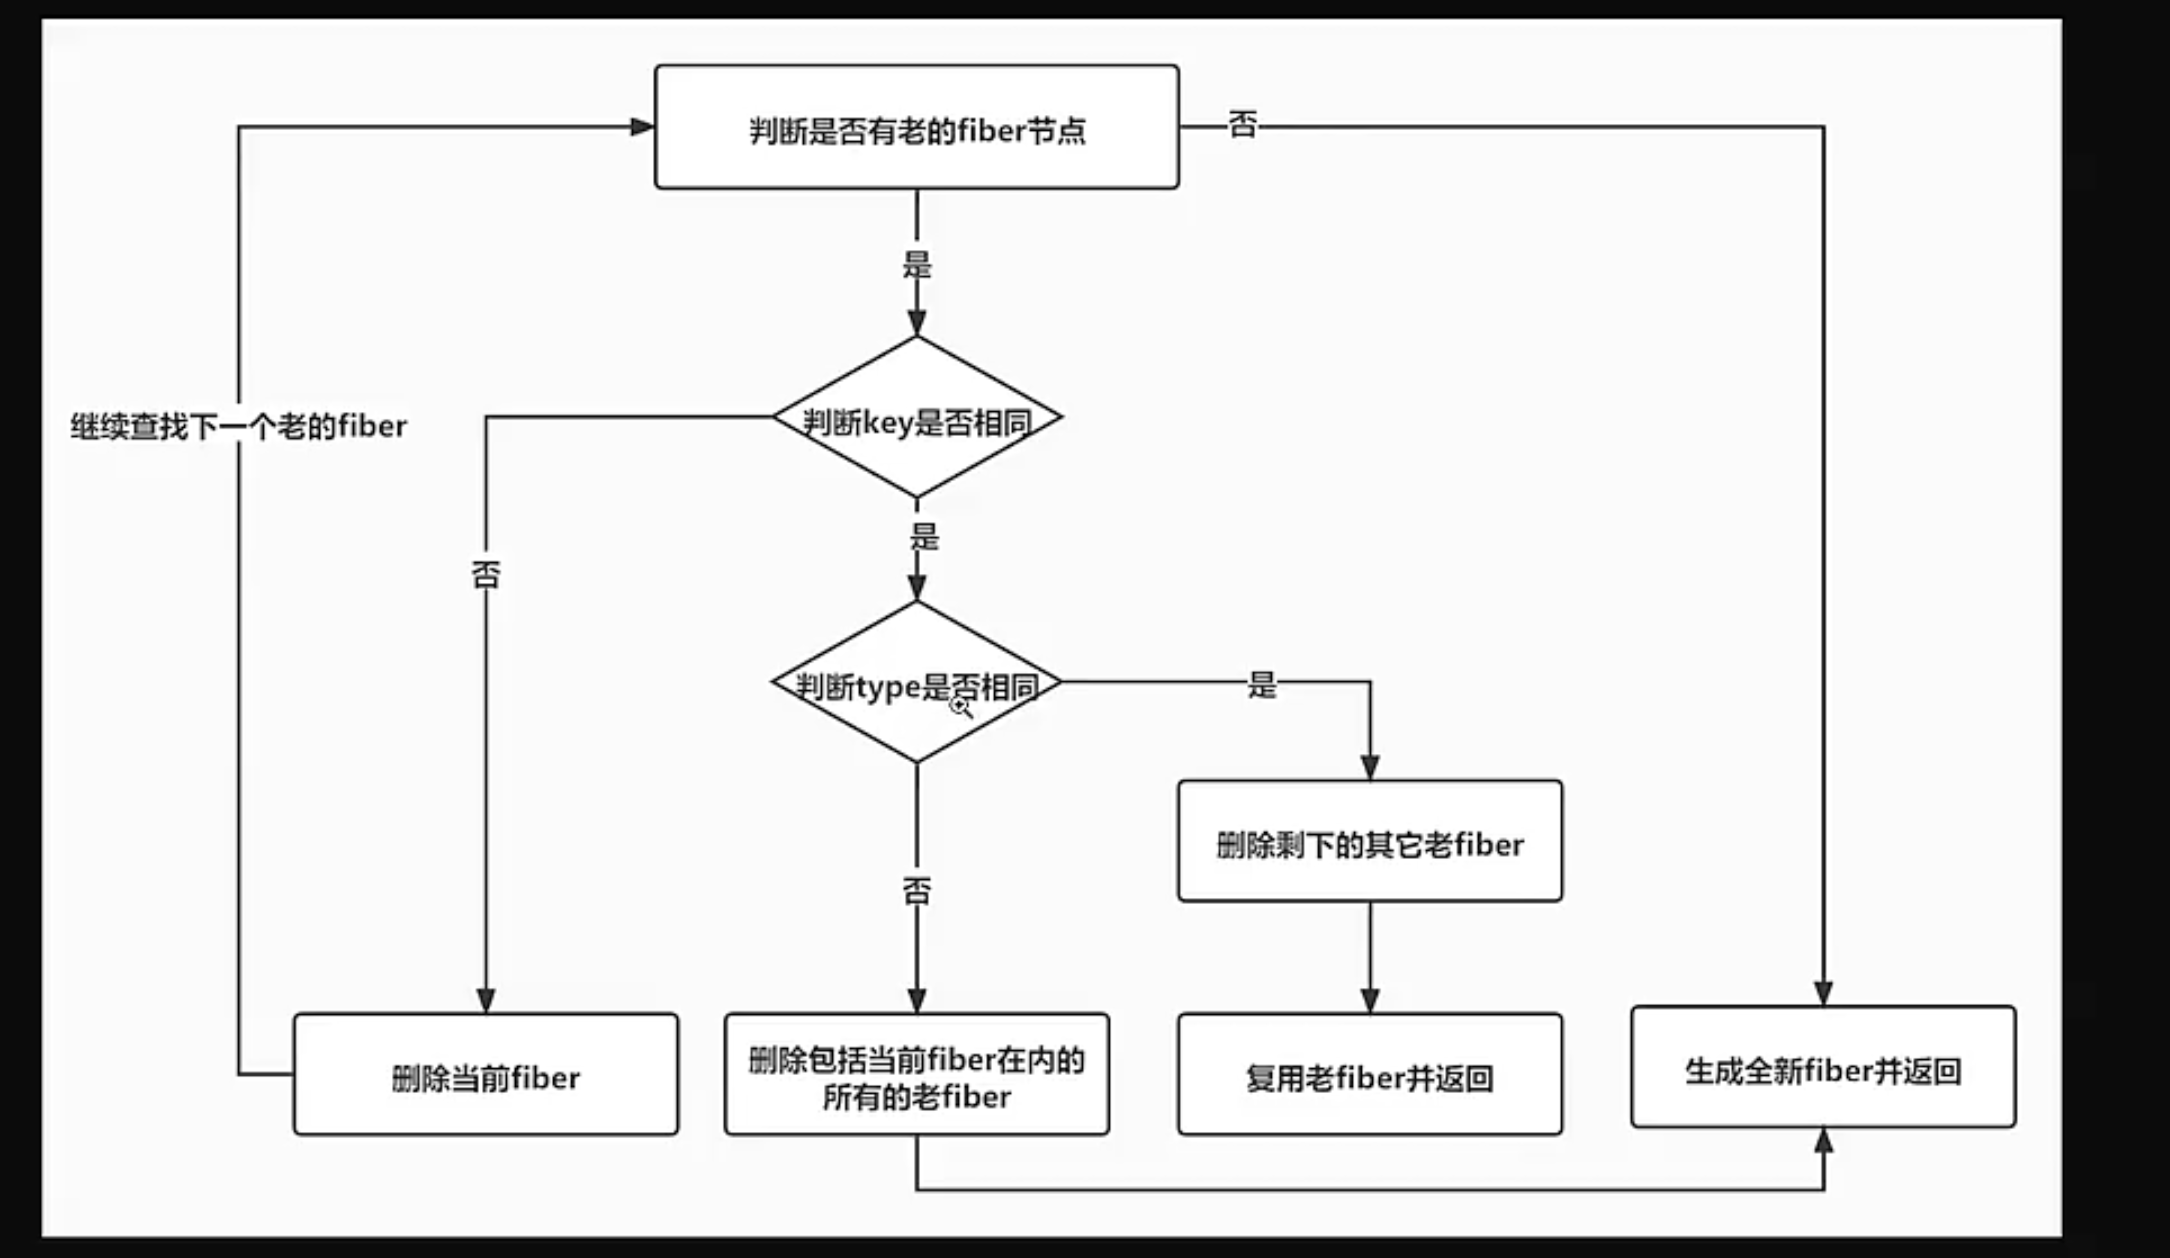 判断是否有老的fiber节点
否
是
判断key是否相同
继续查找下一个老的fiber
是
否
判断type是否相同
是
删除剩下的其它老fiber
否
删除当前fiber
删除包括当前fiber在内的
所有的老fiber
复用老fiber并返回
生成全新fiber并返回